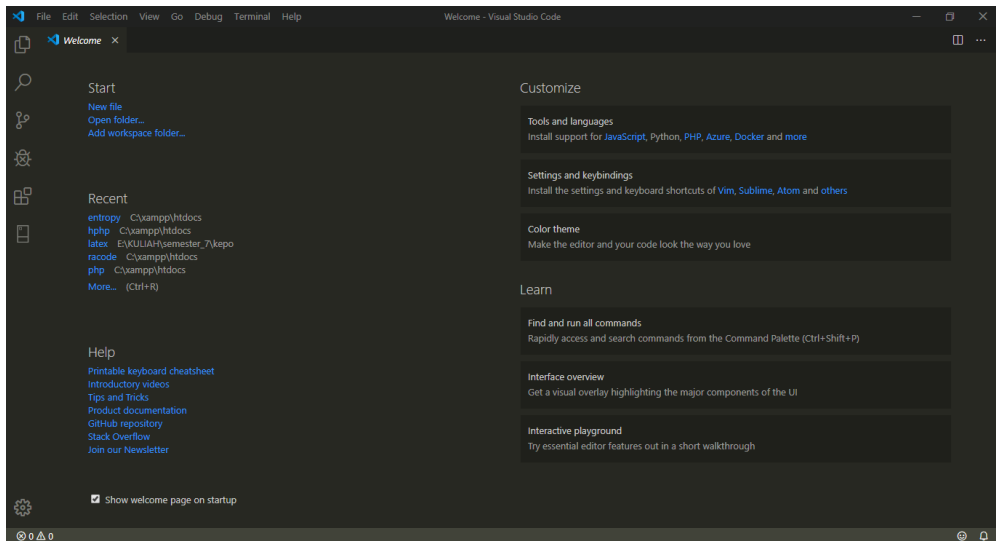 File Edit Selection View Go Debug Terminal Help
Welcome - Visual Studio Code
Welcome
Start
New file
Open folder...
Add workspace folder...
Recent
entropy C:\xampp\htdocs
hphp C:\xampp\htdocs
latex E:\KULIAH\semester_7\kepo
racode C:\xampp\htdocs
php C:\xampp\htdocs
More... (Ctrl+R)
Help
Printable keyboard cheatsheet
Introductory videos
Tips and Tricks
Product documentation
GitHub repository
Stack Overflow
Join our Newsletter
Show welcome page on startup
Customize
Tools and languages
Install support for JavaScript, Python, PHP, Azure, Docker and more
Settings and keybindings
Install the settings and keyboard shortcuts of Vim, Sublime, Atom and others
Color theme
Make the editor and your code look the way you love
Learn
Find and run all commands
Rapidly access and search commands from the Command Palette (Ctrl+Shift+P)
Interface overview
Get a visual overlay highlighting the major components of the UI
Interactive playground
Try essential editor features out in a short walkthrough
0 0